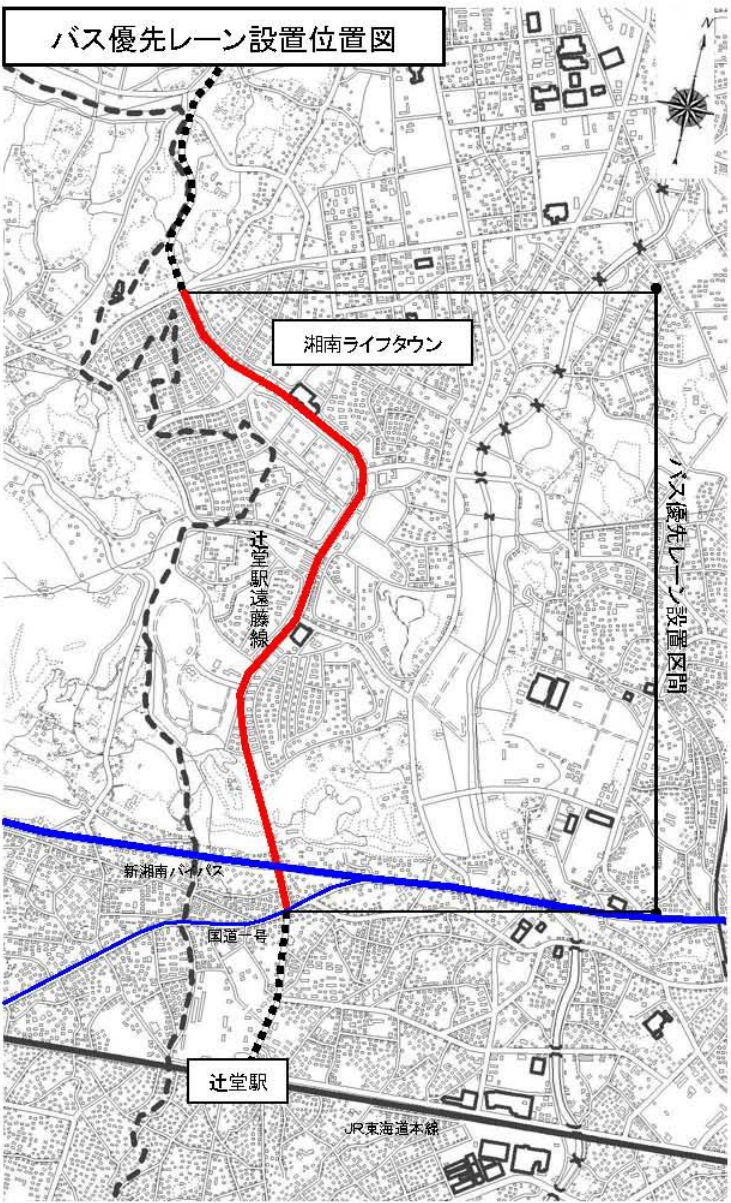 バス優先レーン設置位置図
N
湘南ライフタウン
バス優先レーン設置区間
辻堂駅遠藤線
新湘南バイパス
国道一号
辻堂駅
JR東海道本線